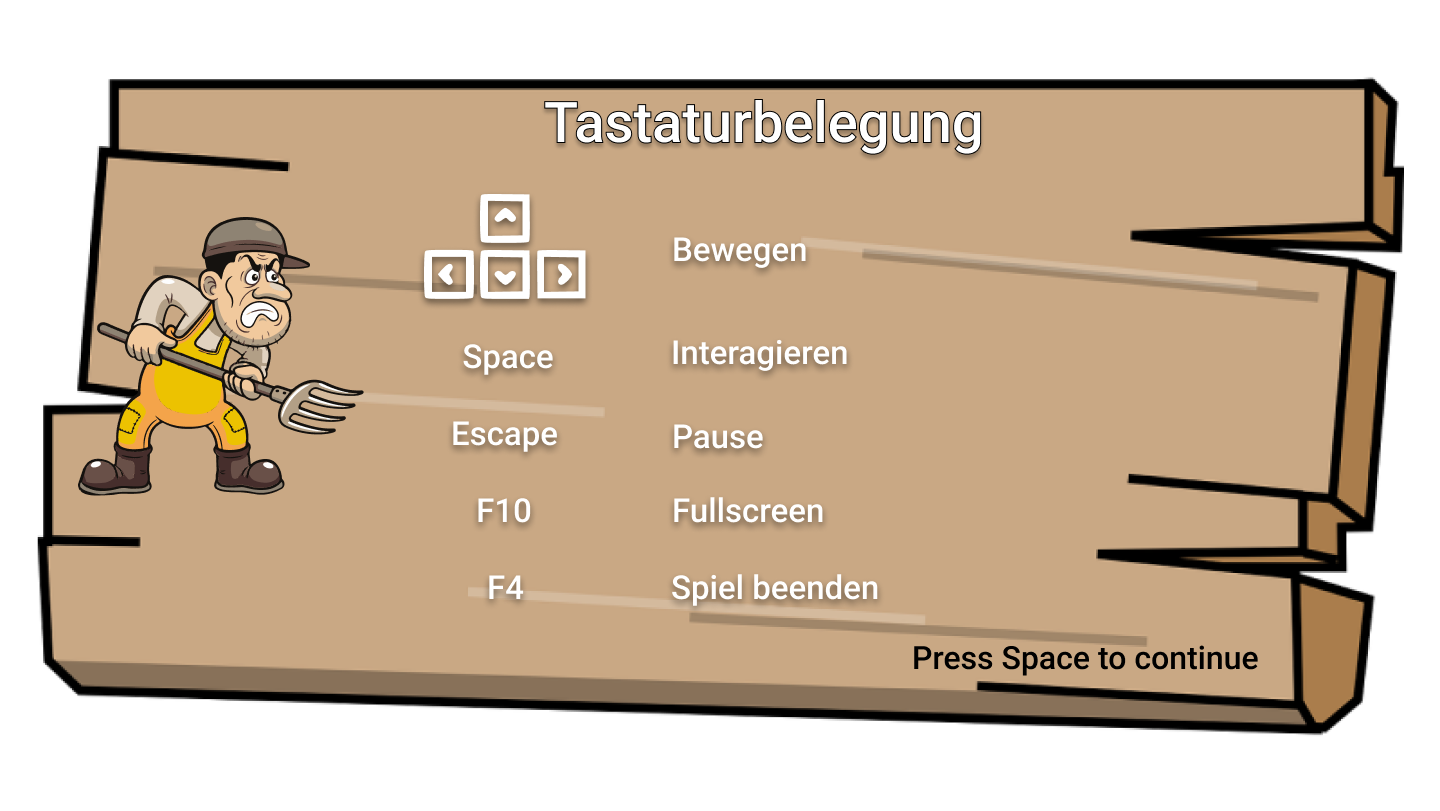 Tastaturbelegung
Bewegen
Space Interagieren
Escape Pause
F10 Fullscreen
F4 Spiel beenden
Press Space to continue